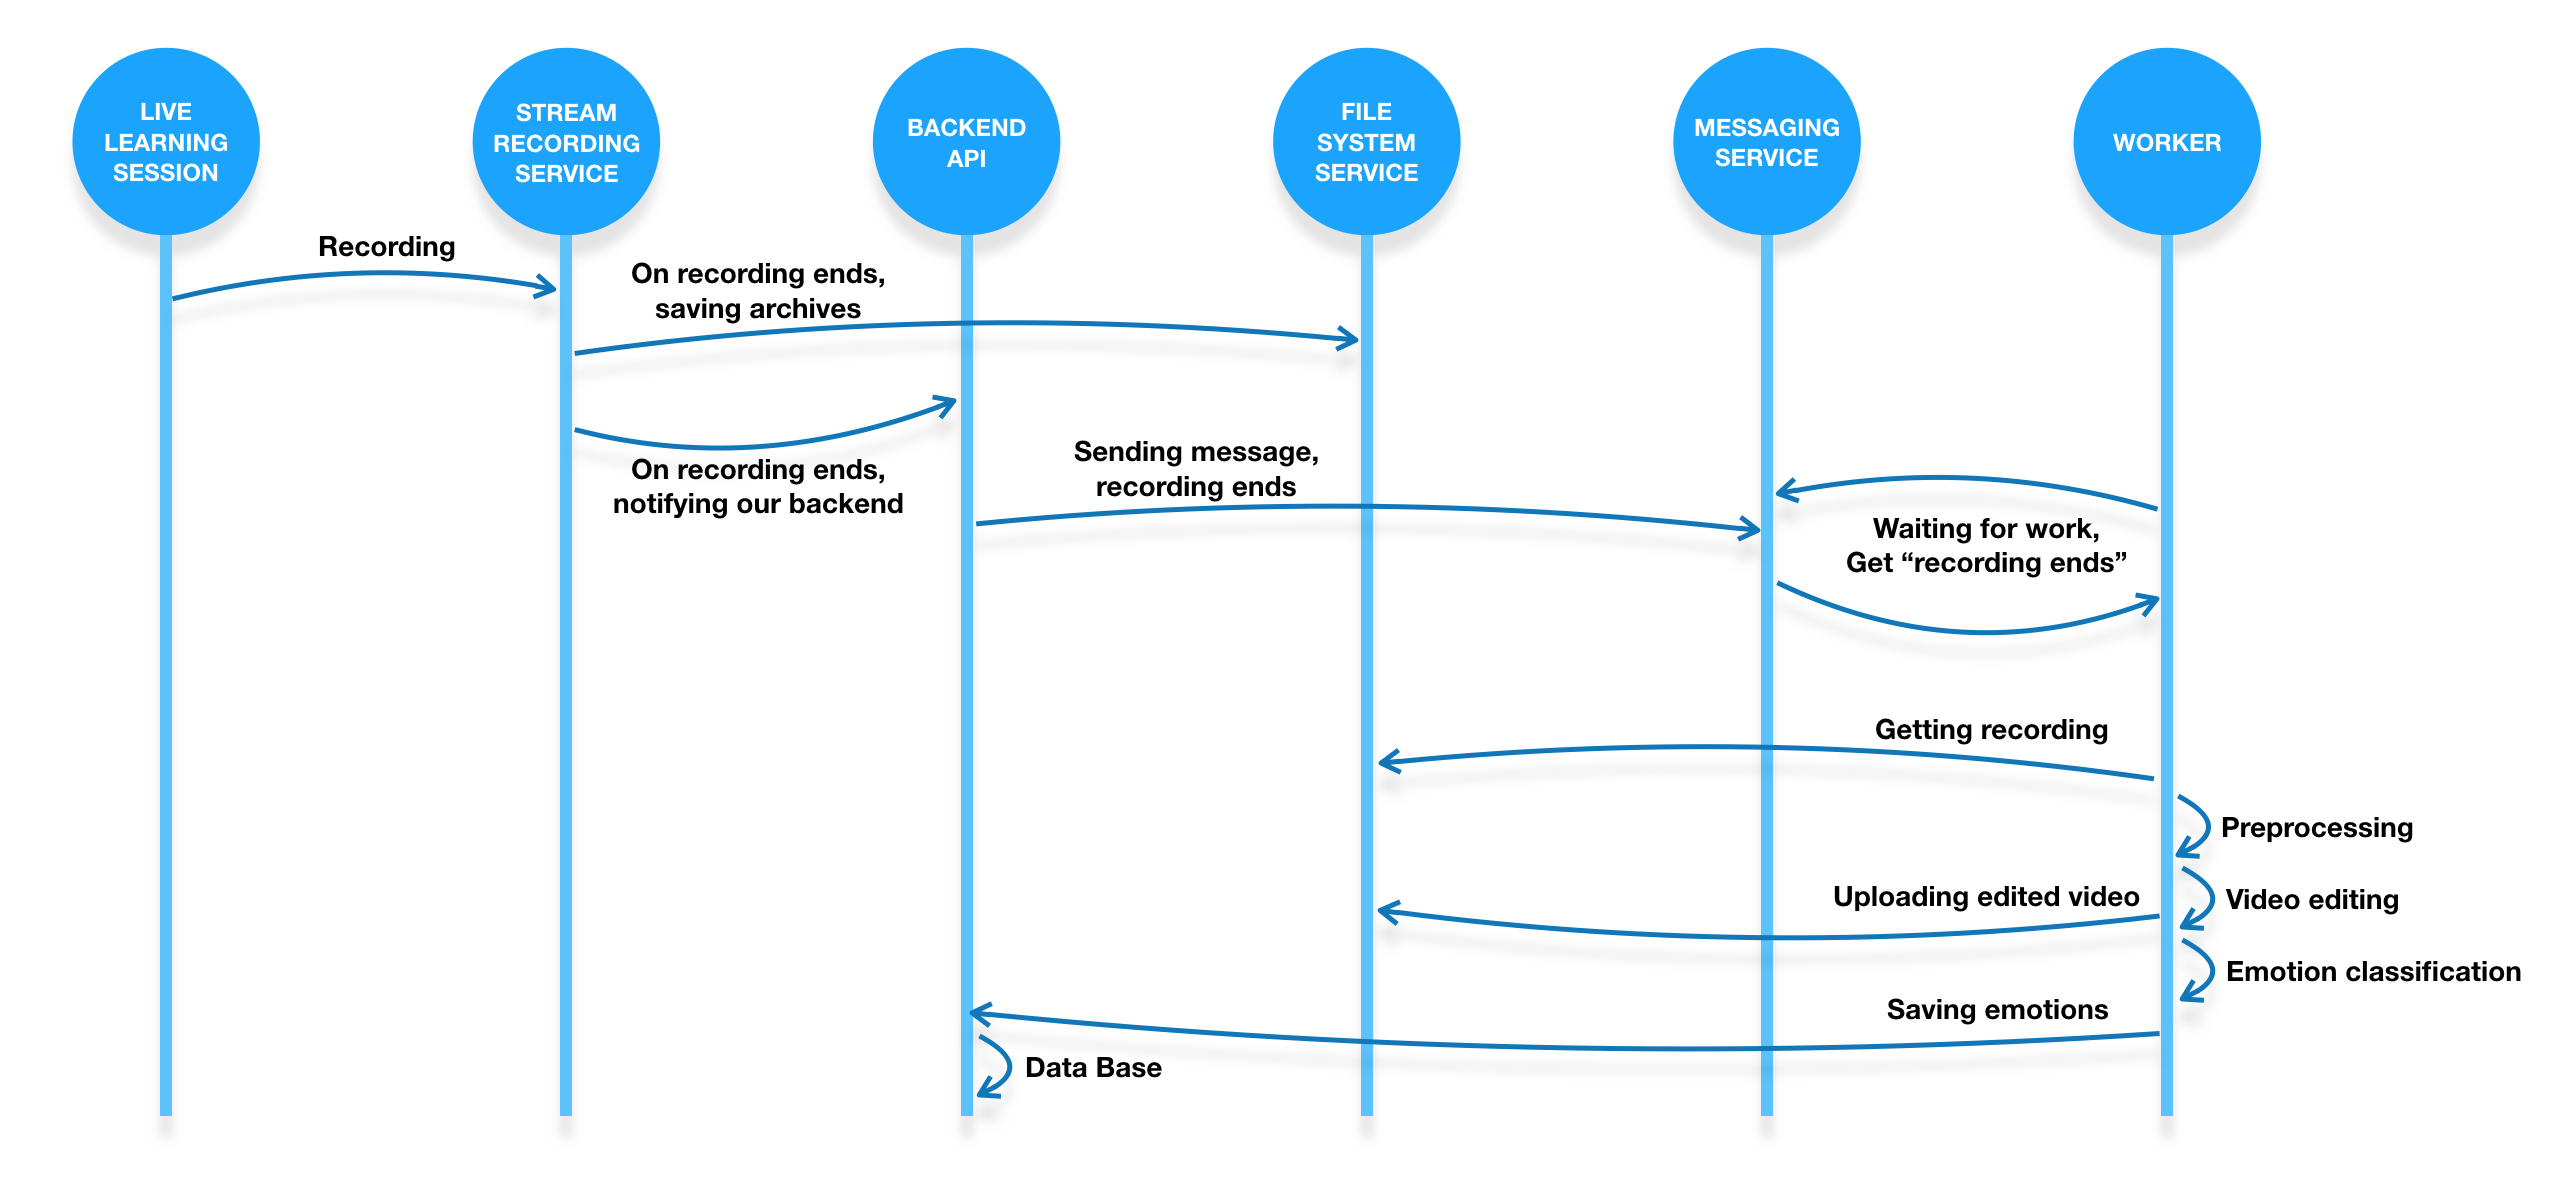 LIVE
LEARNING
SESSION
STREAM
RECORDING
SERVICE
BACKEND
API
FILE
SYSTEM
SERVICE
MESSAGING
SERVICE
WORKER
Recording
On recording ends,
saving archives
On recording ends,
notifying our backend
Sending message,
recording ends
Waiting for work,
Get “recording ends”
Getting recording
Preprocessing
Uploading edited video
Video editing
Emotion classification
Saving emotions
Data Base